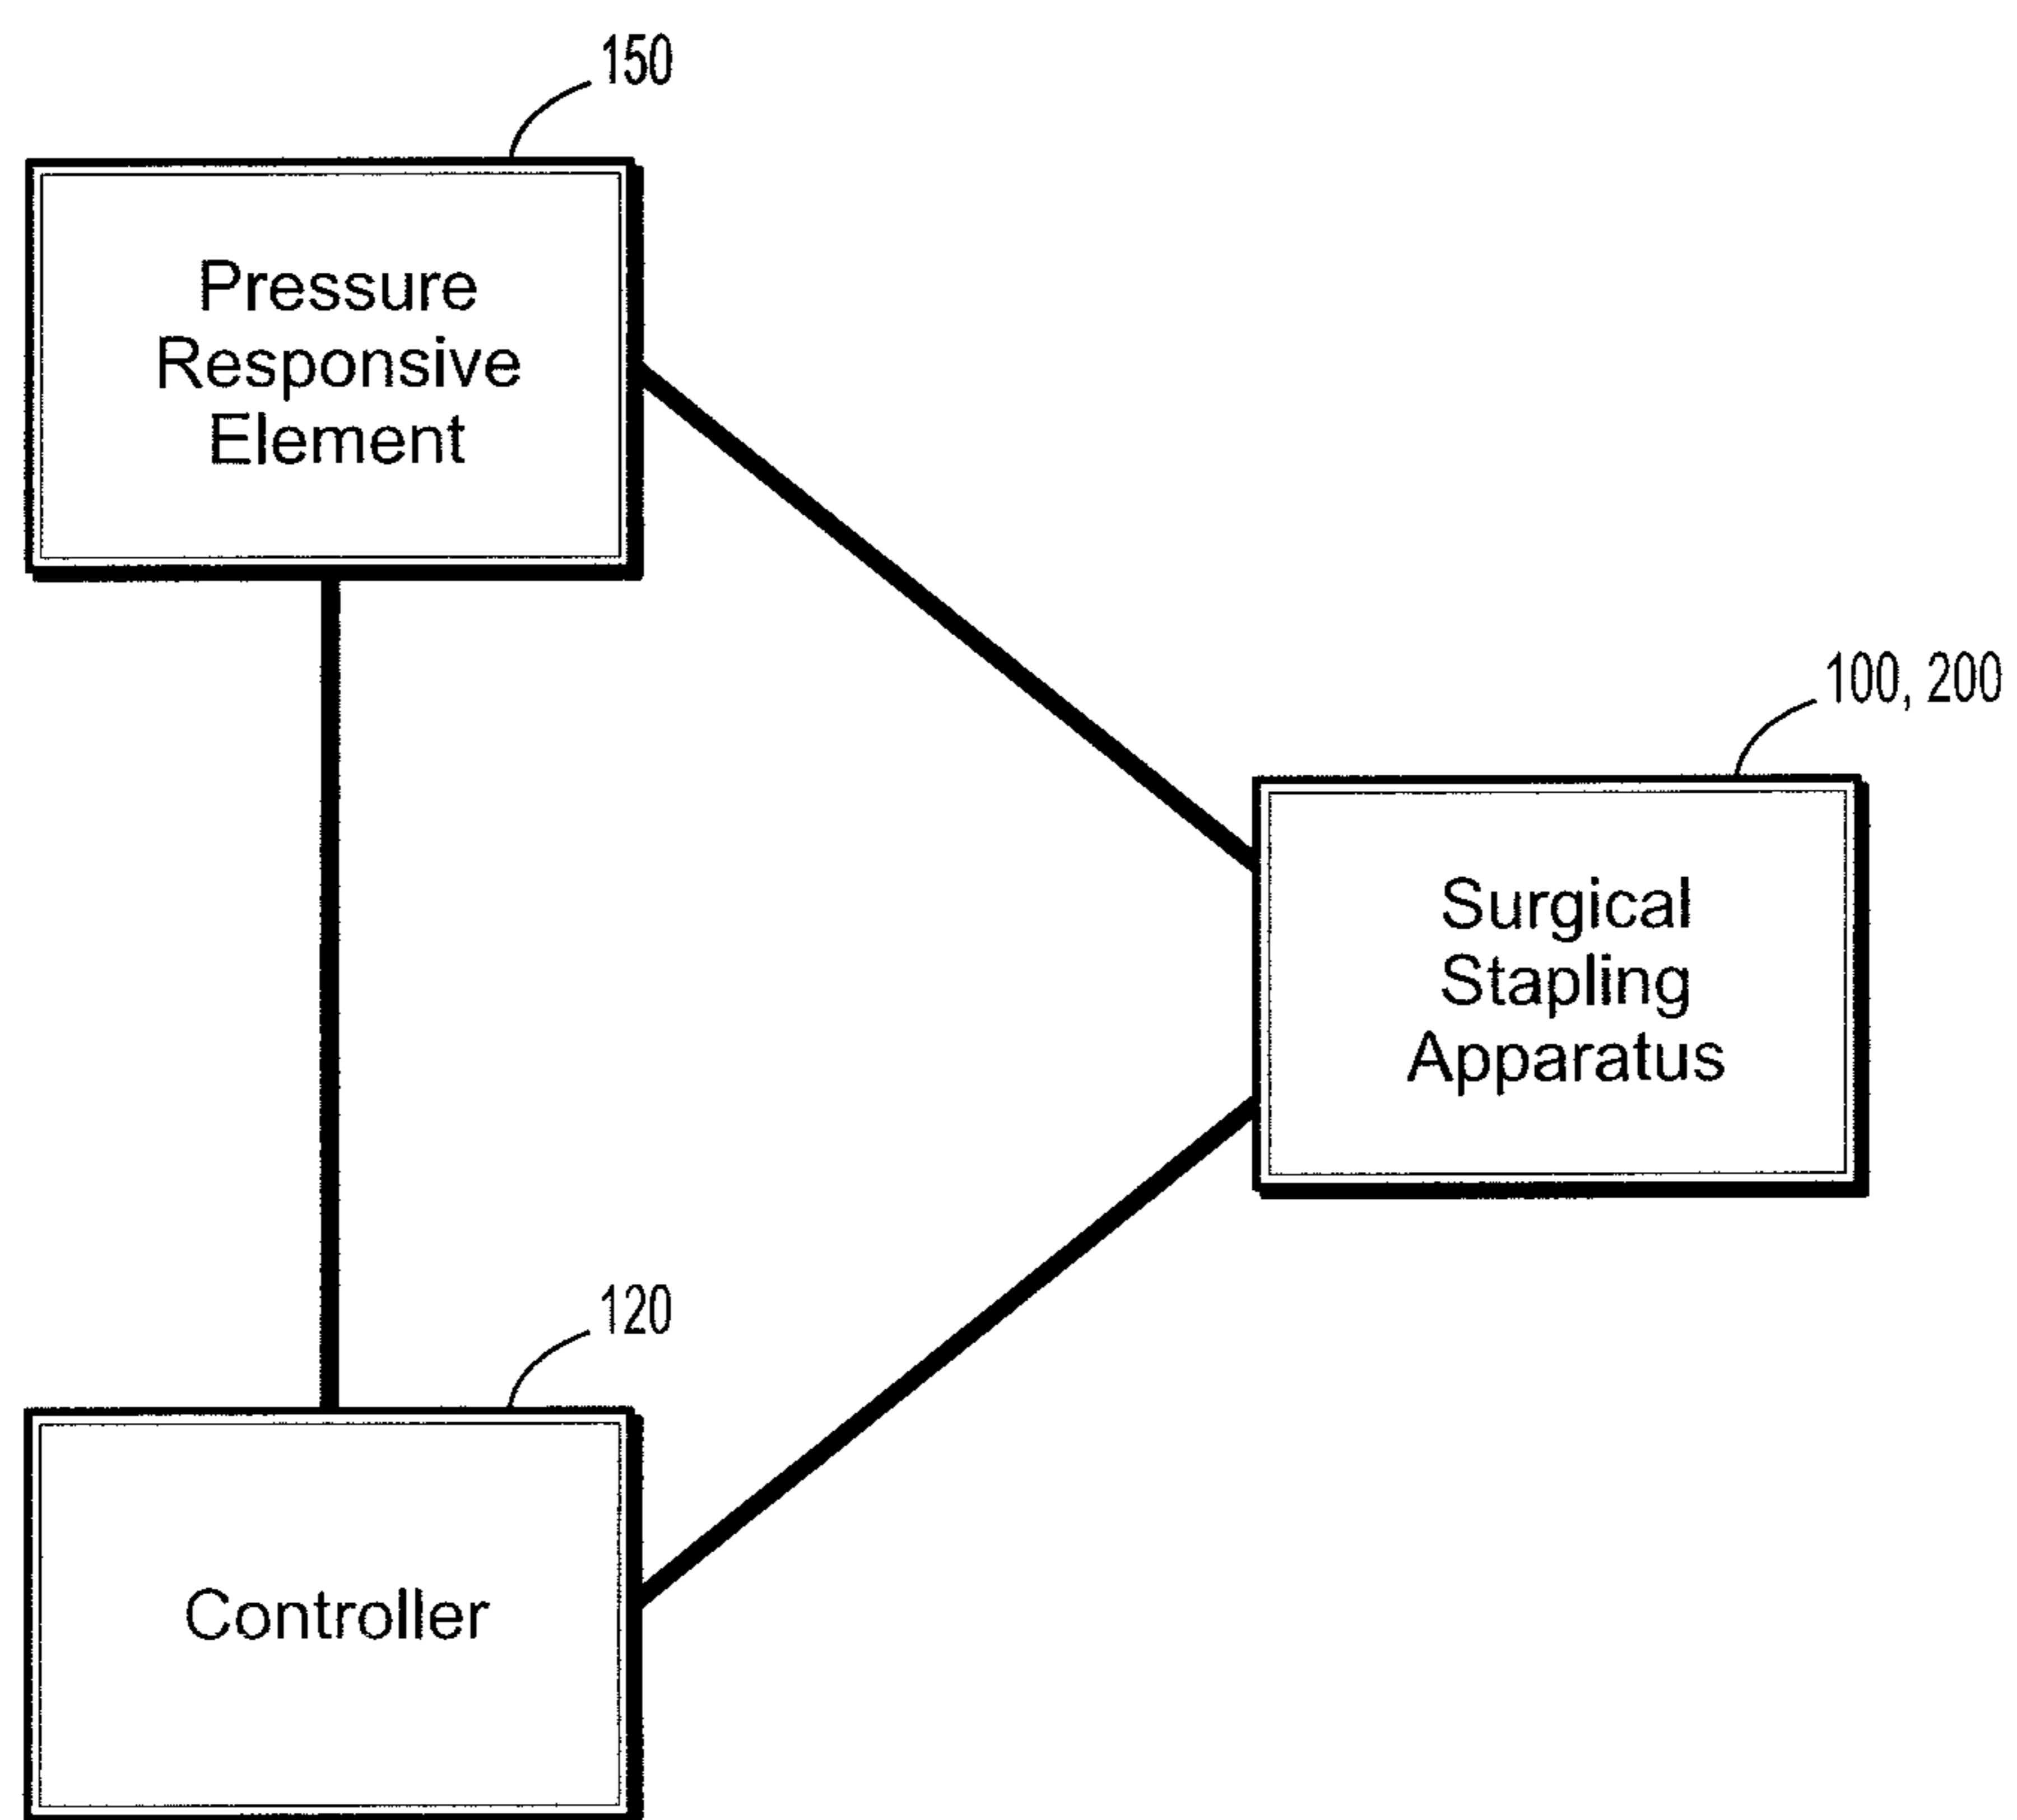 150
Pressure
Responsive
Element
100, 200
Surgical
Stapling
Apparatus
120
Controller